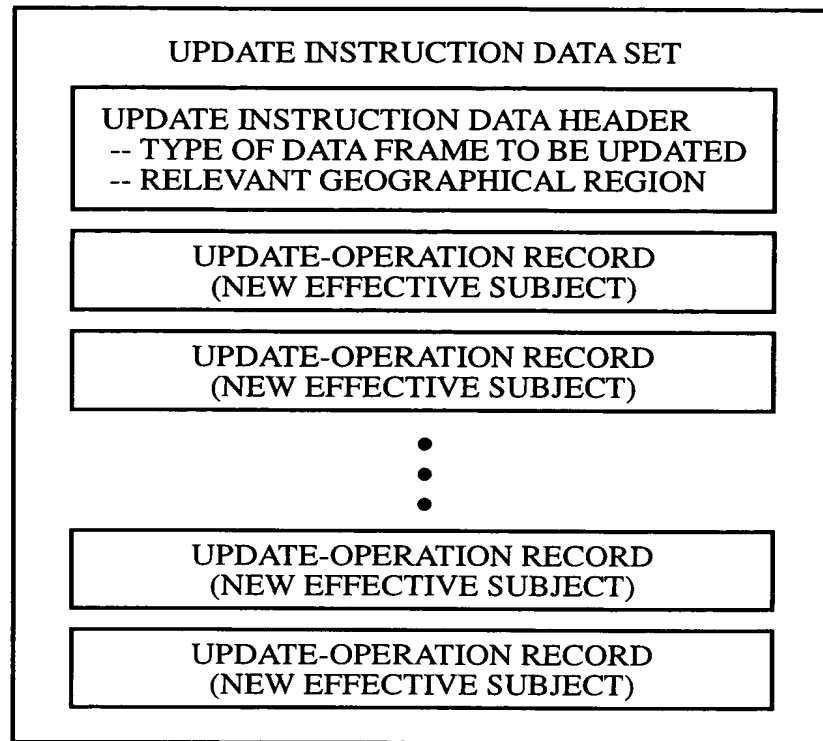 UPDATE INSTRUCTION DATA SET
UPDATE INSTRUCTION DATA HEADER
-- TYPE OF DATA FRAME TO BE UPDATED
-- RELEVANT GEOGRAPHICAL REGION
UPDATE-OPERATION RECORD
(NEW EFFECTIVE SUBJECT)
UPDATE-OPERATION RECORD
(NEW EFFECTIVE SUBJECT)
UPDATE-OPERATION RECORD
(NEW EFFECTIVE SUBJECT)
UPDATE-OPERATION RECORD
(NEW EFFECTIVE SUBJECT)